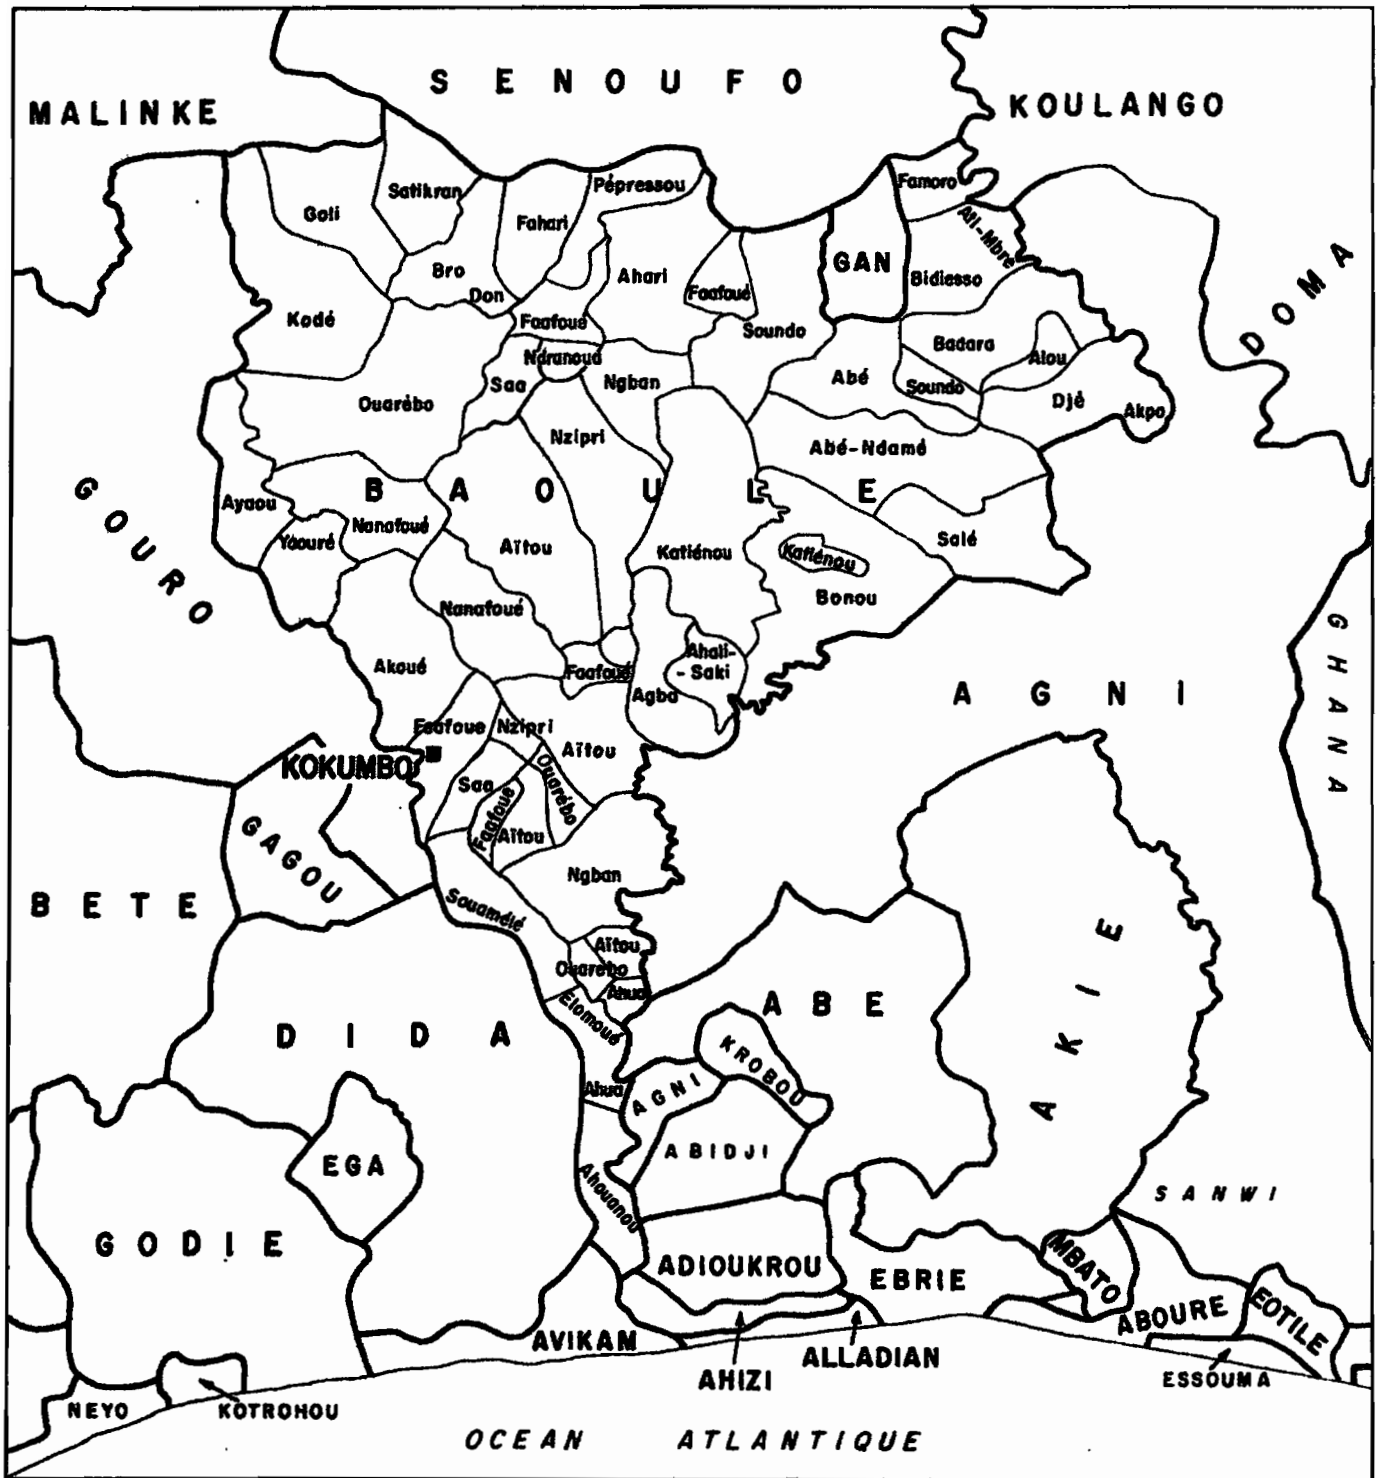 SENOUFO
MALINKE
KOULANGO
Pépressou
Famoro
Satikran
Goli
Fahari
Ati-Mbre
GAN
DOMA
Bro
Ahari
Bidiesso
Don
Faafoué
Kodé
Faafoué
Soundo
Badara
Ndranoua
Alou
Saa
Ngban
Abé
Soundo
Ouarébo
Djé
Akpo
Nzipri
Abé-Ndamé
GOURO
BAOULE
Ayaou
Nanafoué
Yaouré
Aïtou
Katiénou
Katiénou
Salé
Bonou
Nanafoué
GHANA
Akoué
Faafoué
Ahali-
-Saki
Agba
AGNI
Faafoue
Nzipri
Aïtou
KOKUMBO
Saa
Ouarébo
Faafoue
Aïtou
GAGOU
Ngban
BETE
Souamélé
Aïtou
Ouarebo
Ahua
AKIE
Elomoué
ABE
DIDA
KROBOU
Ahua
AGNI
ABIDJI
EGA
Ahouanou
SANWI
GODIE
ADIOUKROU
EBRIE
MBATO
ABOURE
EOTILE
AVIKAM
ALLADIAN
AHIZI
ESSOUMA
NEYO
KOTROHOU
OCEAN ATLANTIQUE